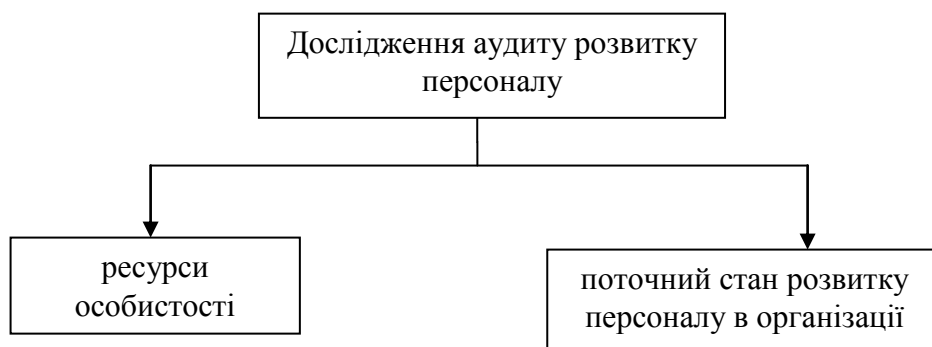 Дослідження аудиту розвитку
персоналу
ресурси
особистості
поточний стан розвитку
персоналу в організації